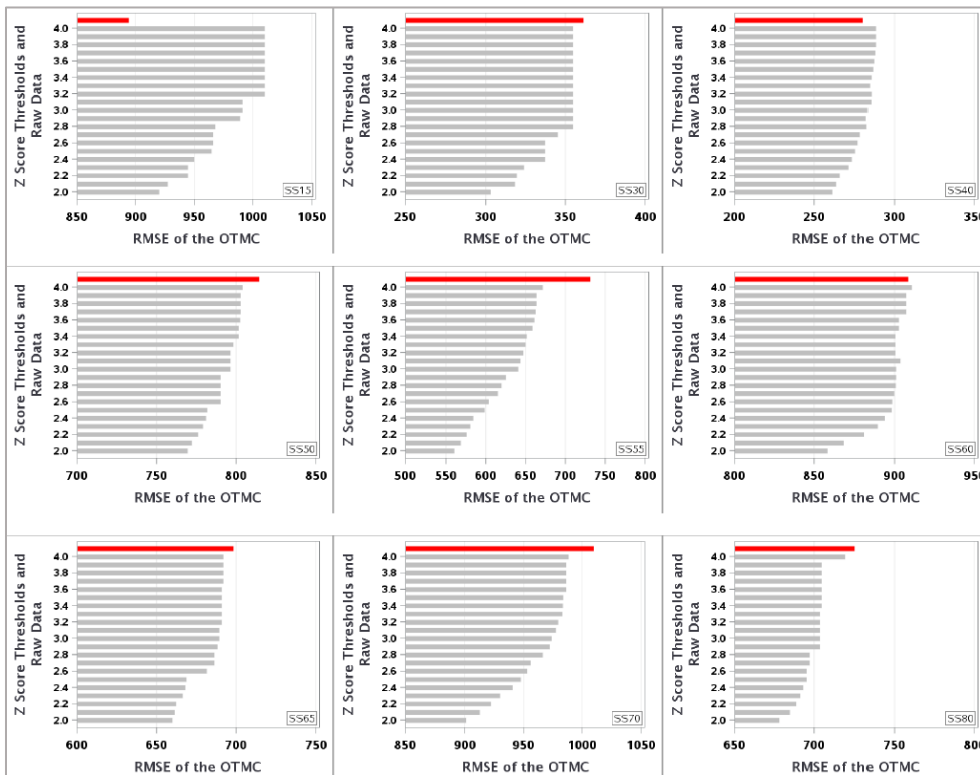 Z Score Thresholds and
Raw Data
4.0
3.8
3.6
3.4
3.2
3.0
2.8
2.6
2.4
2.2
2.0
SS15
850 900 950 1000 1050
RMSE of the OTMC
Z Score Thresholds and
Raw Data
4.0
3.8
3.6
3.4
3.2
3.0
2.8
2.6
2.4
2.2
2.0
SS30
250 300 350 400
RMSE of the OTMC
Z Score Thresholds and
Raw Data
4.0
3.8
3.6
3.4
3.2
3.0
2.8
2.6
2.4
2.2
2.0
SS40
200 250 300 35
RMSE of the OTMC
Z Score Thresholds and
Raw Data
4.0
3.8
3.6
3.4
3.2
3.0
2.8
2.6
2.4
2.2
2.0
SS50
700 750 800 850
RMSE of the OTMC
Z Score Thresholds and
Raw Data
4.0
3.8
3.6
3.4
3.2
3.0
2.8
2.6
2.4
2.2
2.0
SS55
500 550 600 650 700 750 800
RMSE of the OTMC
Z Score Thresholds and
Raw Data
4.0
3.8
3.6
3.4
3.2
3.0
2.8
2.6
2.4
2.2
2.0
SS60
800 850 900 950
RMSE of the OTMC
Z Score Thresholds and
Raw Data
4.0
3.8
3.6
3.4
3.2
3.0
2.8
2.6
2.4
2.2
2.0
SS65
600 650 700 750
RMSE of the OTMC
Z Score Thresholds and
Raw Data
4.0
3.8
3.6
3.4
3.2
3.0
2.8
2.6
2.4
2.2
2.0
SS70
850 900 950 1000 1050
RMSE of the OTMC
Z Score Thresholds and
Raw Data
4.0
3.8
3.6
3.4
3.2
3.0
2.8
2.6
2.4
2.2
2.0
SS80
650 700 750 800
RMSE of the OTMC